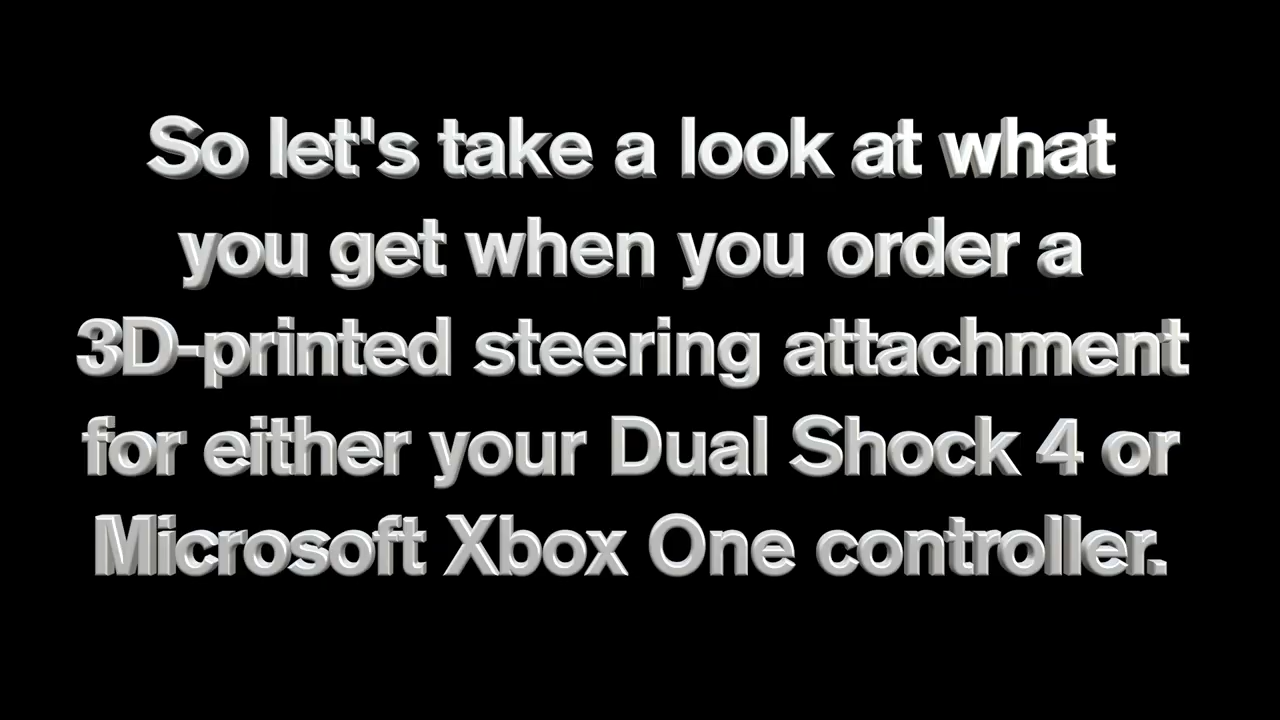 So let's take a look at what
you get when you order a
3D-printed steering attachment
for either your Dual Shock 4 or
Microsoft Xbox One controller.